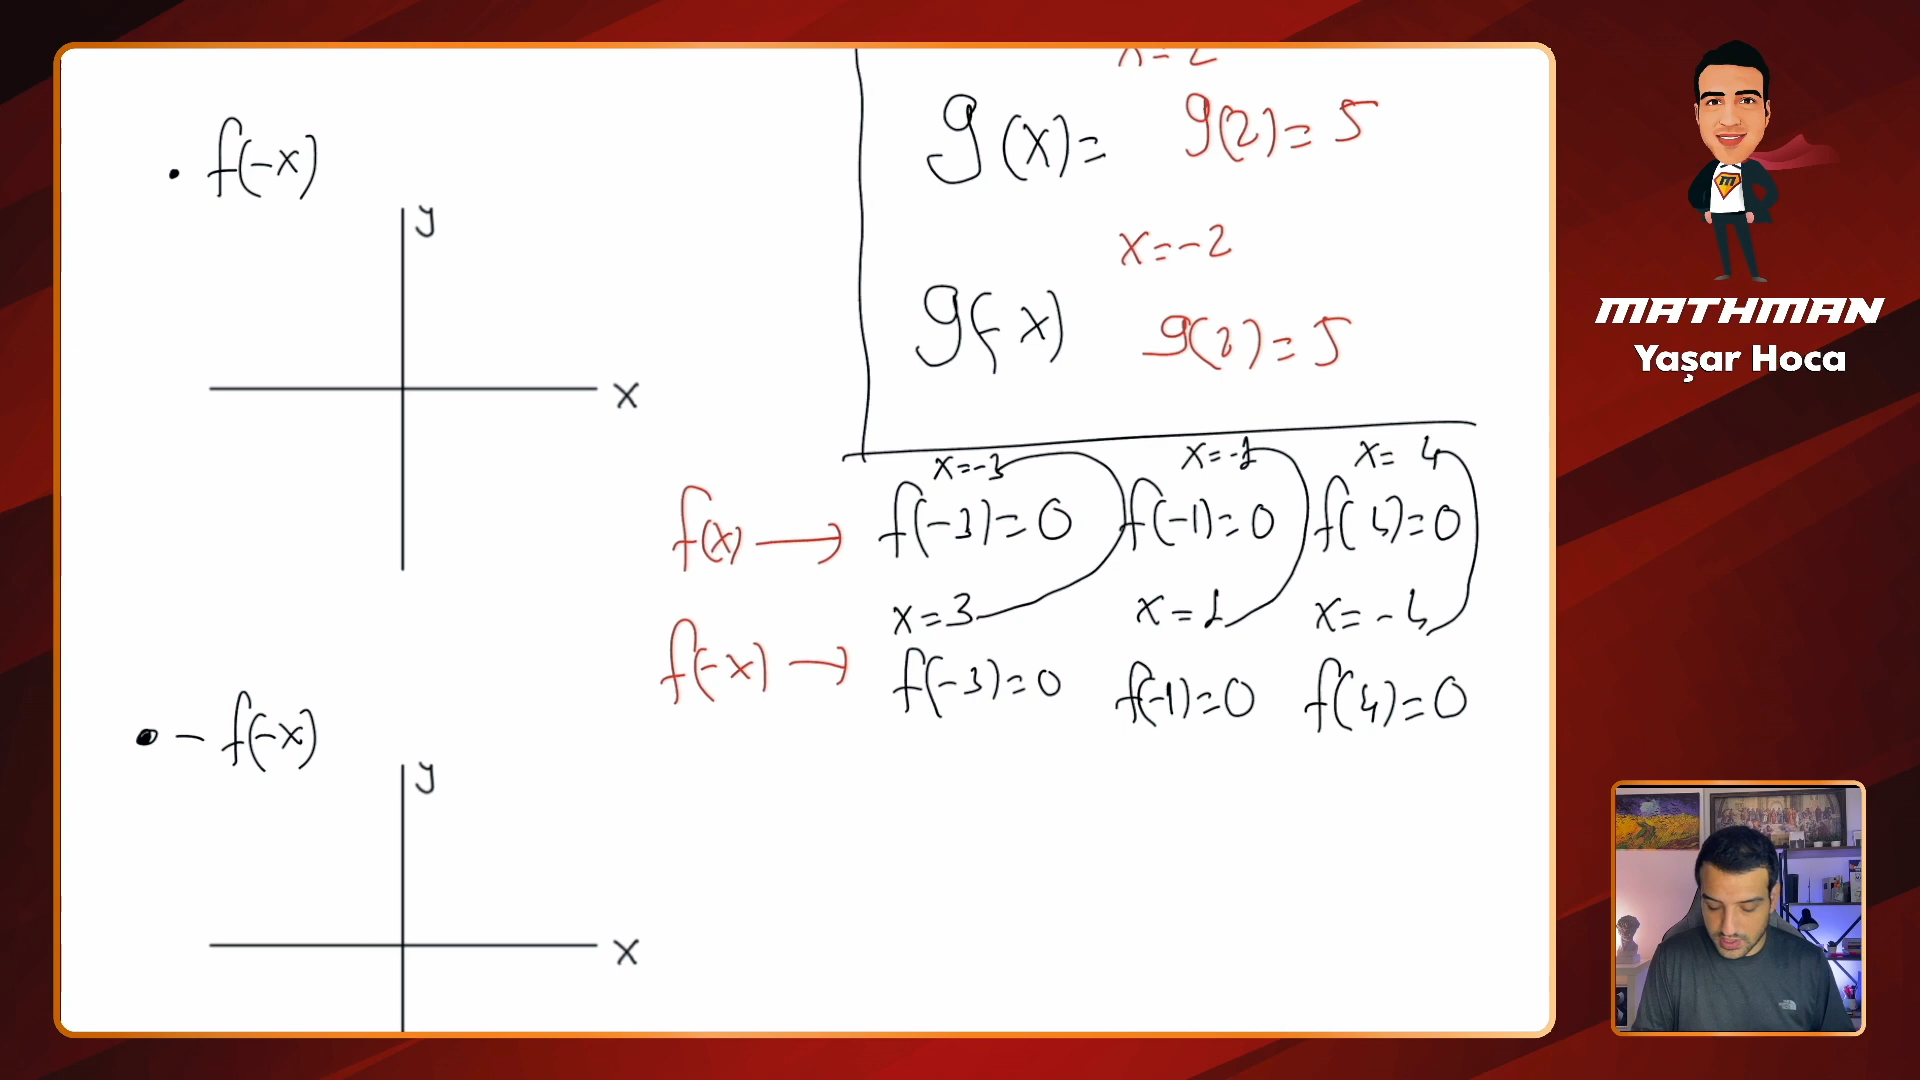 x=2
g(x)= g(2)=5
x=-2
g(-x) g(2)=5
. f(-x)
y
x
x=-3 x=-1 x= 4
f(x) → f(-3)=0 f(-1)=0 f(4)=0
x=3 x=1 x=-4
f(-x) → f(-3)=0 f(-1)=0 f(4)=0
• -f(-x)
y
x
M
MATHMAN
Yaşar Hoca